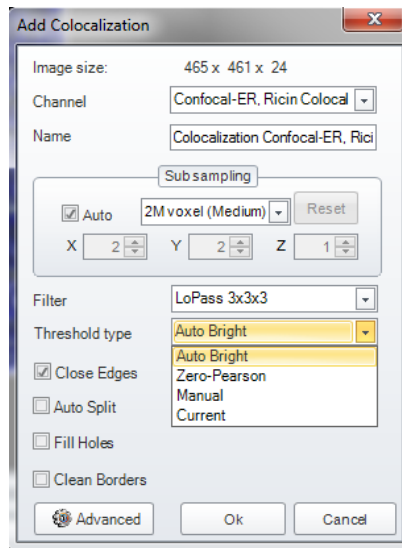 Add Colocalization
Image size: 465 x 461 x 24
Channel Confocal-ER, Ricin Colocal
Name Colocalization Confocal-ER, Rici
Subsampling
Auto 2M voxel (Medium) Reset
X 2 Y 2 Z 1
Filter LoPass 3x3x3
Threshold type Auto Bright
Auto Bright
Close Edges Zero-Pearson
Manual
Auto Split Current
Fill Holes
Clean Borders
Advanced Ok Cancel